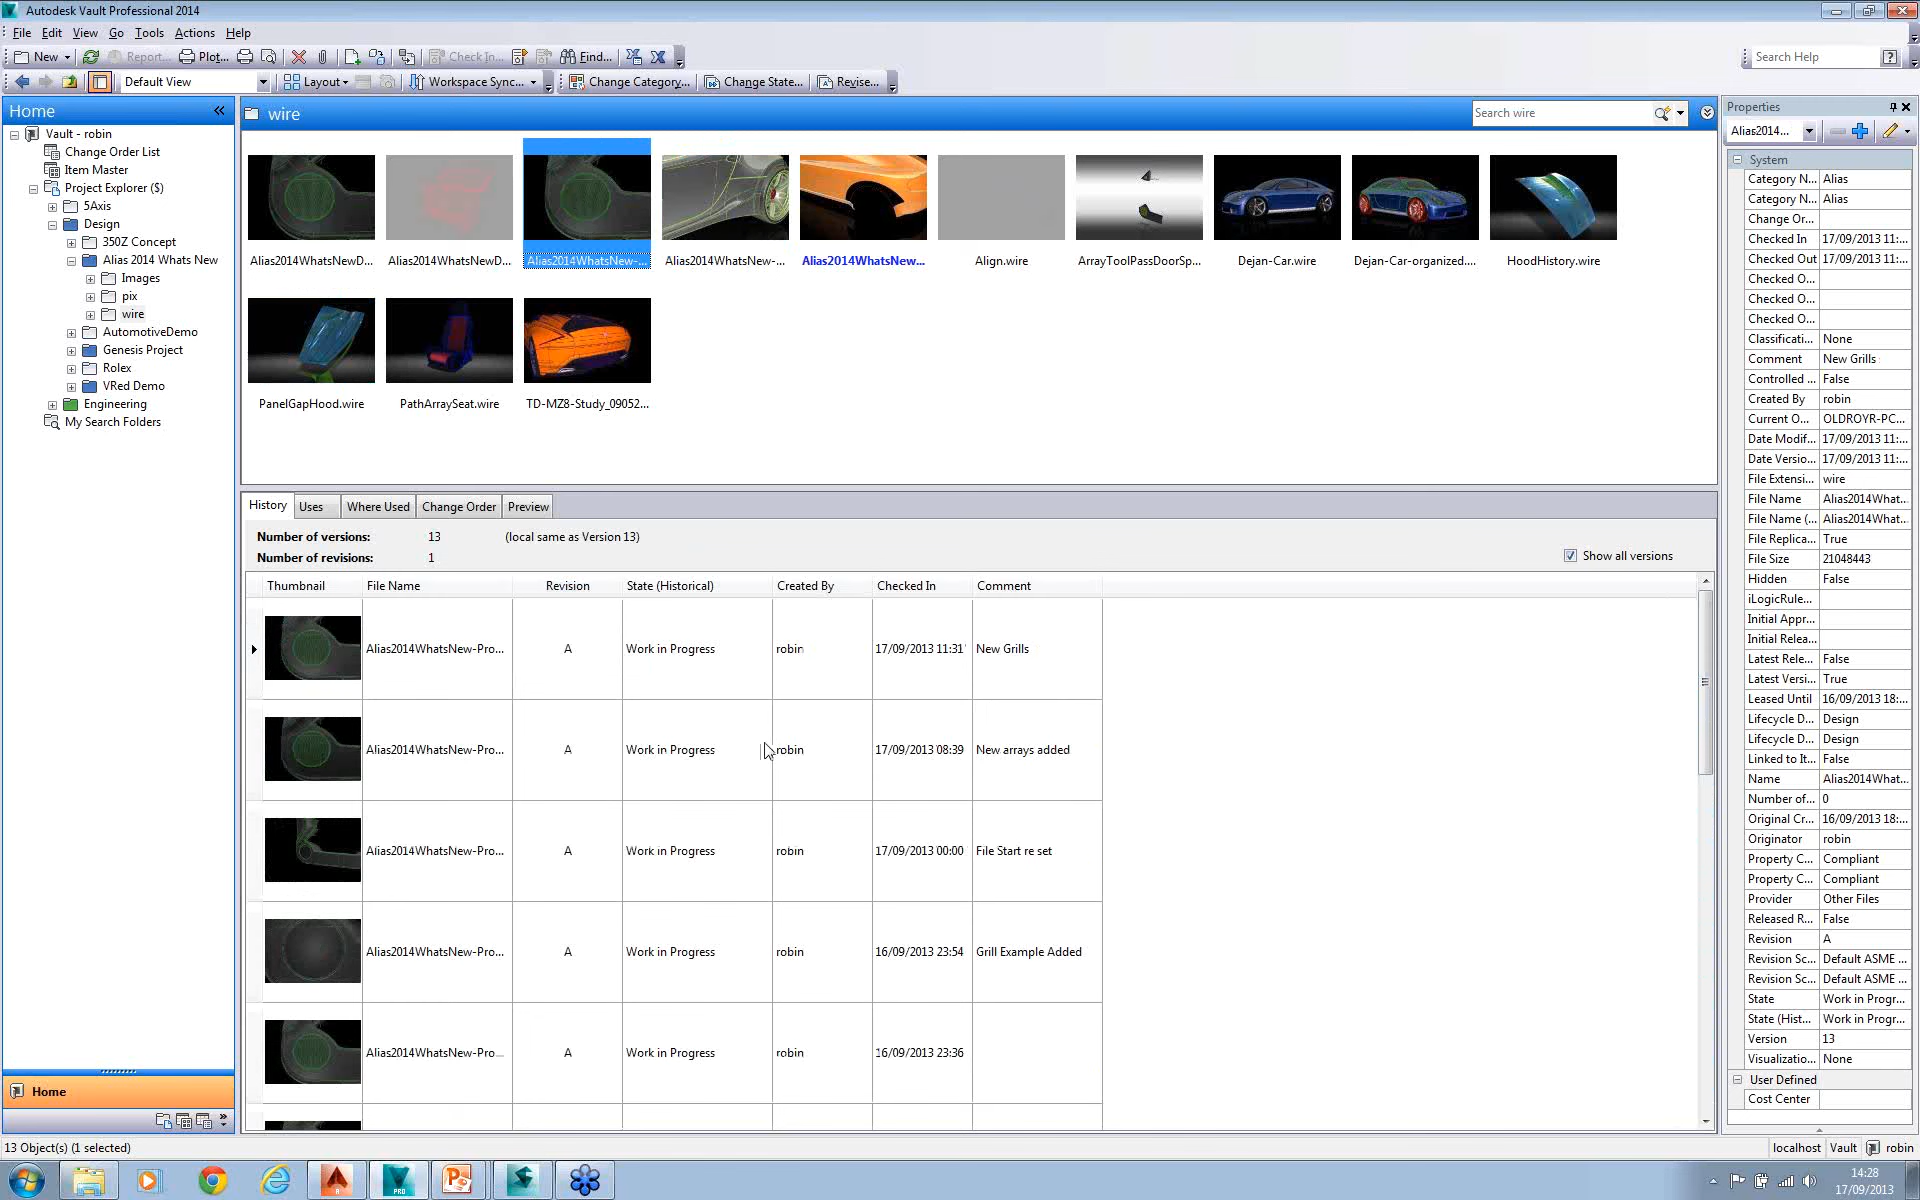 Autodesk Vault Professional 2014
File Edit View Go Tools Actions Help
New Report... Plot... Check In... Find...
Search Help
Default View Layout Workspace Sync... Change Category... Change State... Revise...
Home
Vault - robin
Change Order List
Item Master
Project Explorer ($)
5Axis
Design
350Z Concept
Alias 2014 Whats New
Images
pix
wire
AutomotiveDemo
Genesis Project
Rolex
VRed Demo
Engineering
My Search Folders
Home
wire
Search wire
Alias2014WhatsNewD... Alias2014WhatsNewD... Alias2014WhatsNew-... Alias2014WhatsNew-... Alias2014WhatsNew... Align.wire ArrayToolPassDoorSp... Dejan-Car.wire Dejan-Car-organized.... HoodHistory.wire
PanelGapHood.wire PathArraySeat.wire TD-MZ8-Study_09052...
History Uses Where Used Change Order Preview
Number of versions: 13 (local same as Version 13)
Number of revisions: 1
Show all versions
Thumbnail File Name Revision State (Historical) Created By Checked In Comment
Alias2014WhatsNew-Pro... A Work in Progress robin 17/09/2013 11:31 New Grills
Alias2014WhatsNew-Pro... A Work in Progress robin 17/09/2013 08:39 New arrays added
Alias2014WhatsNew-Pro... A Work in Progress robin 17/09/2013 00:00 File Start re set
Alias2014WhatsNew-Pro... A Work in Progress robin 16/09/2013 23:54 Grill Example Added
Alias2014WhatsNew-Pro... A Work in Progress robin 16/09/2013 23:36
Properties
Alias2014...
System
Category N... Alias
Category N... Alias
Change Or...
Checked In 17/09/2013 11:...
Checked Out 17/09/2013 11:...
Checked O...
Checked O...
Checked O...
Classificati... None
Comment New Grills
Controlled ... False
Created By robin
Current O... OLDROYR-PC...
Date Modif... 17/09/2013 11:...
Date Versio... 17/09/2013 11:...
File Extensi... wire
File Name Alias2014What...
File Name (... Alias2014What...
File Replica... True
File Size 21048443
Hidden False
iLogicRule...
Initial Appr...
Initial Relea...
Latest Rele... False
Latest Versi... True
Leased Until 16/09/2013 18:...
Lifecycle D... Design
Lifecycle D... Design
Linked to It... False
Name Alias2014What...
Number of... 0
Original Cr... 16/09/2013 18:...
Originator robin
Property C... Compliant
Property C... Compliant
Provider Other Files
Released R... False
Revision A
Revision Sc... Default ASME ...
Revision Sc... Default ASME ...
State Work in Progr...
State (Hist... Work in Progr...
Version 13
Visualizatio... None
User Defined
Cost Center
13 Object(s) (1 selected)
localhost Vault robin
14:28
17/09/2013